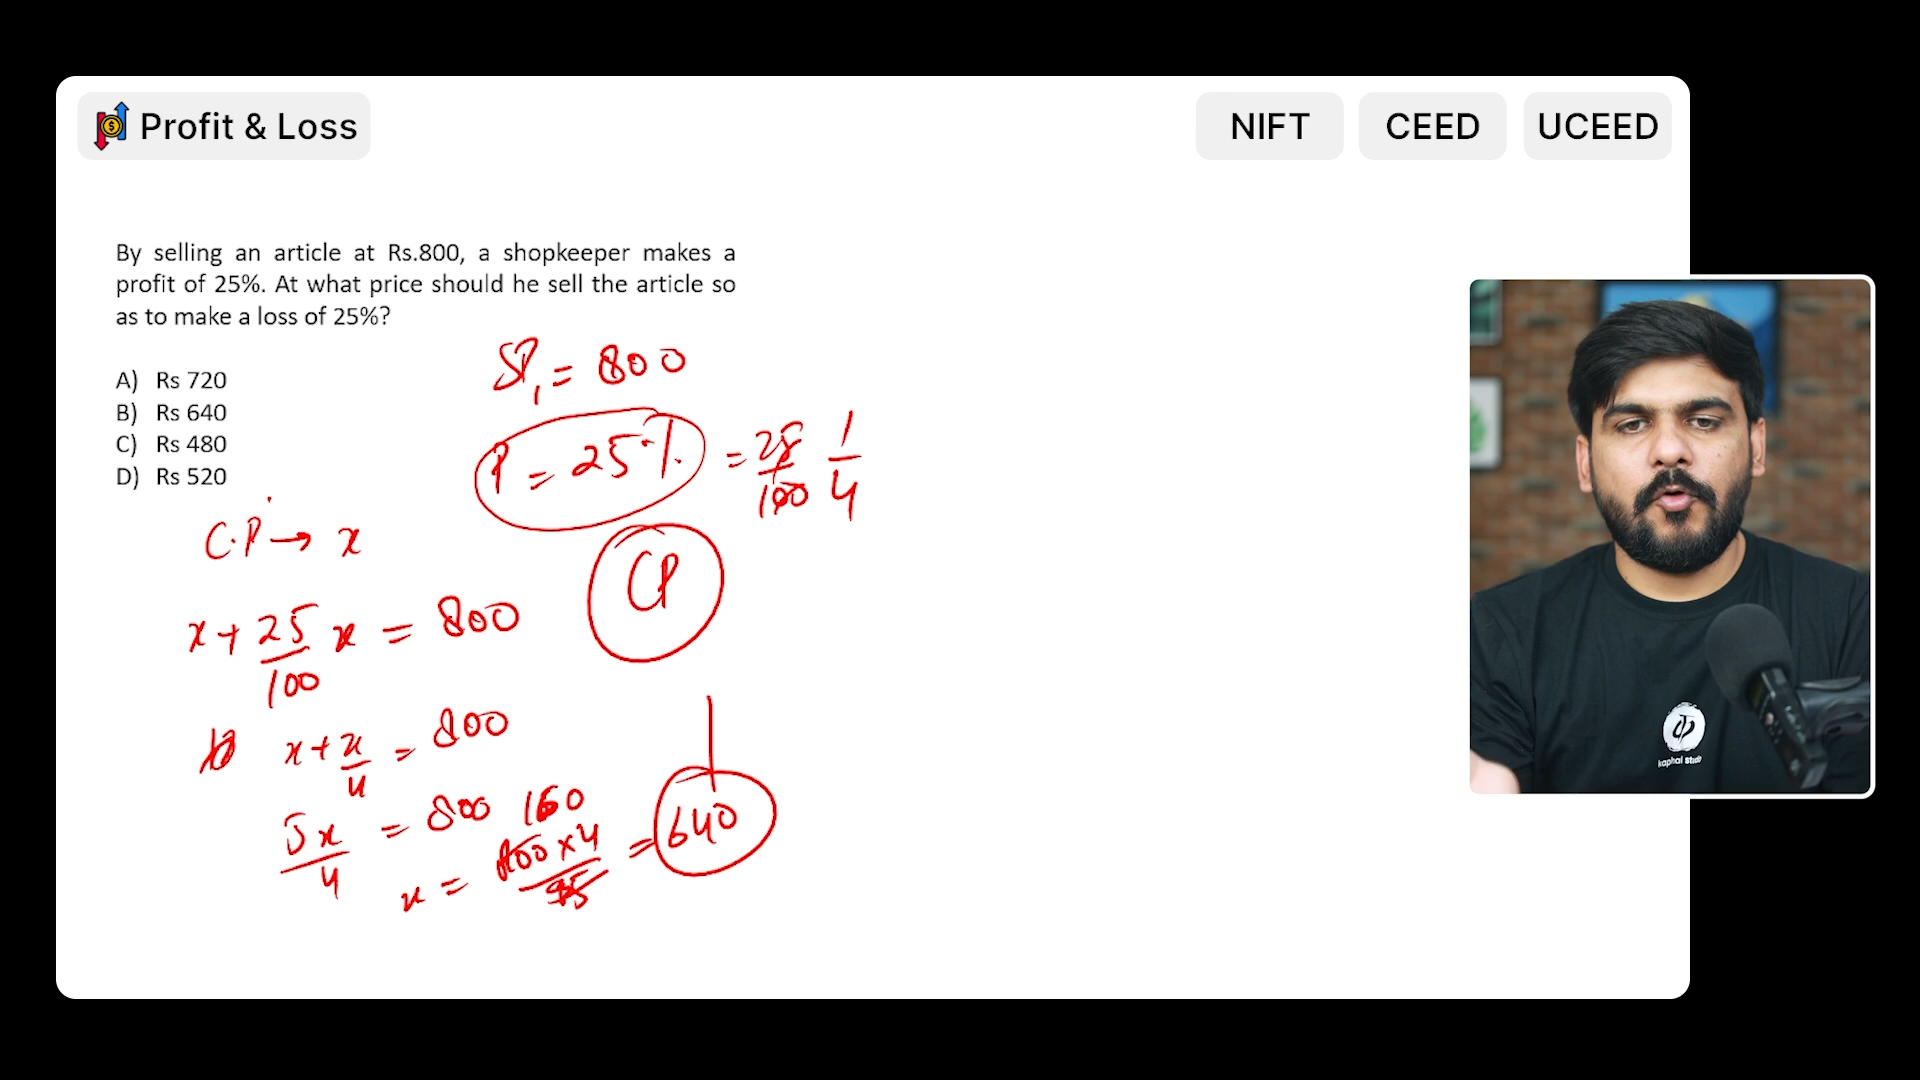 Profit & Loss
NIFT CEED UCEED
By selling an article at Rs.800, a shopkeeper makes a
profit of 25%. At what price should he sell the article so
as to make a loss of 25%?
A) Rs 720
B) Rs 640
C) Rs 480
D) Rs 520
SP₁ = 800
P = 25% = 25/100 1/4
C.P → x
CP
x + 25/100 x = 800
x + x/4 = 800
5x/4 = 800
160
x = 800 × 4 / 5 = 640
kaphal studio